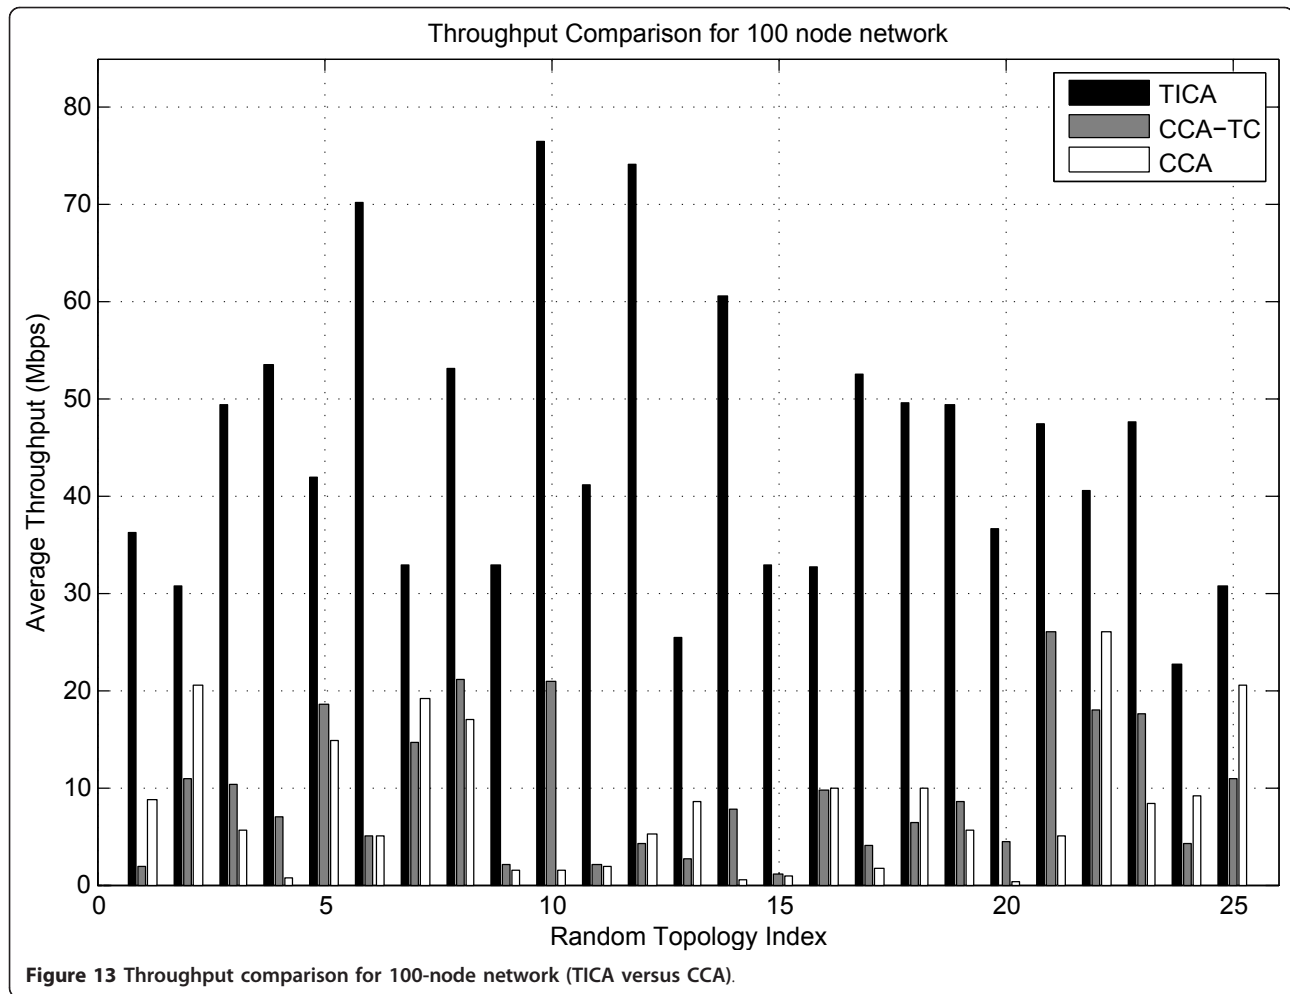 Throughput Comparison for 100 node network
80
70
60
50
40
30
20
10
0
Average Throughput (Mbps)
TICA
CCA−TC
CCA
0 5 10 15 20 25
Random Topology Index
Figure 13 Throughput comparison for 100-node network (TICA versus CCA).